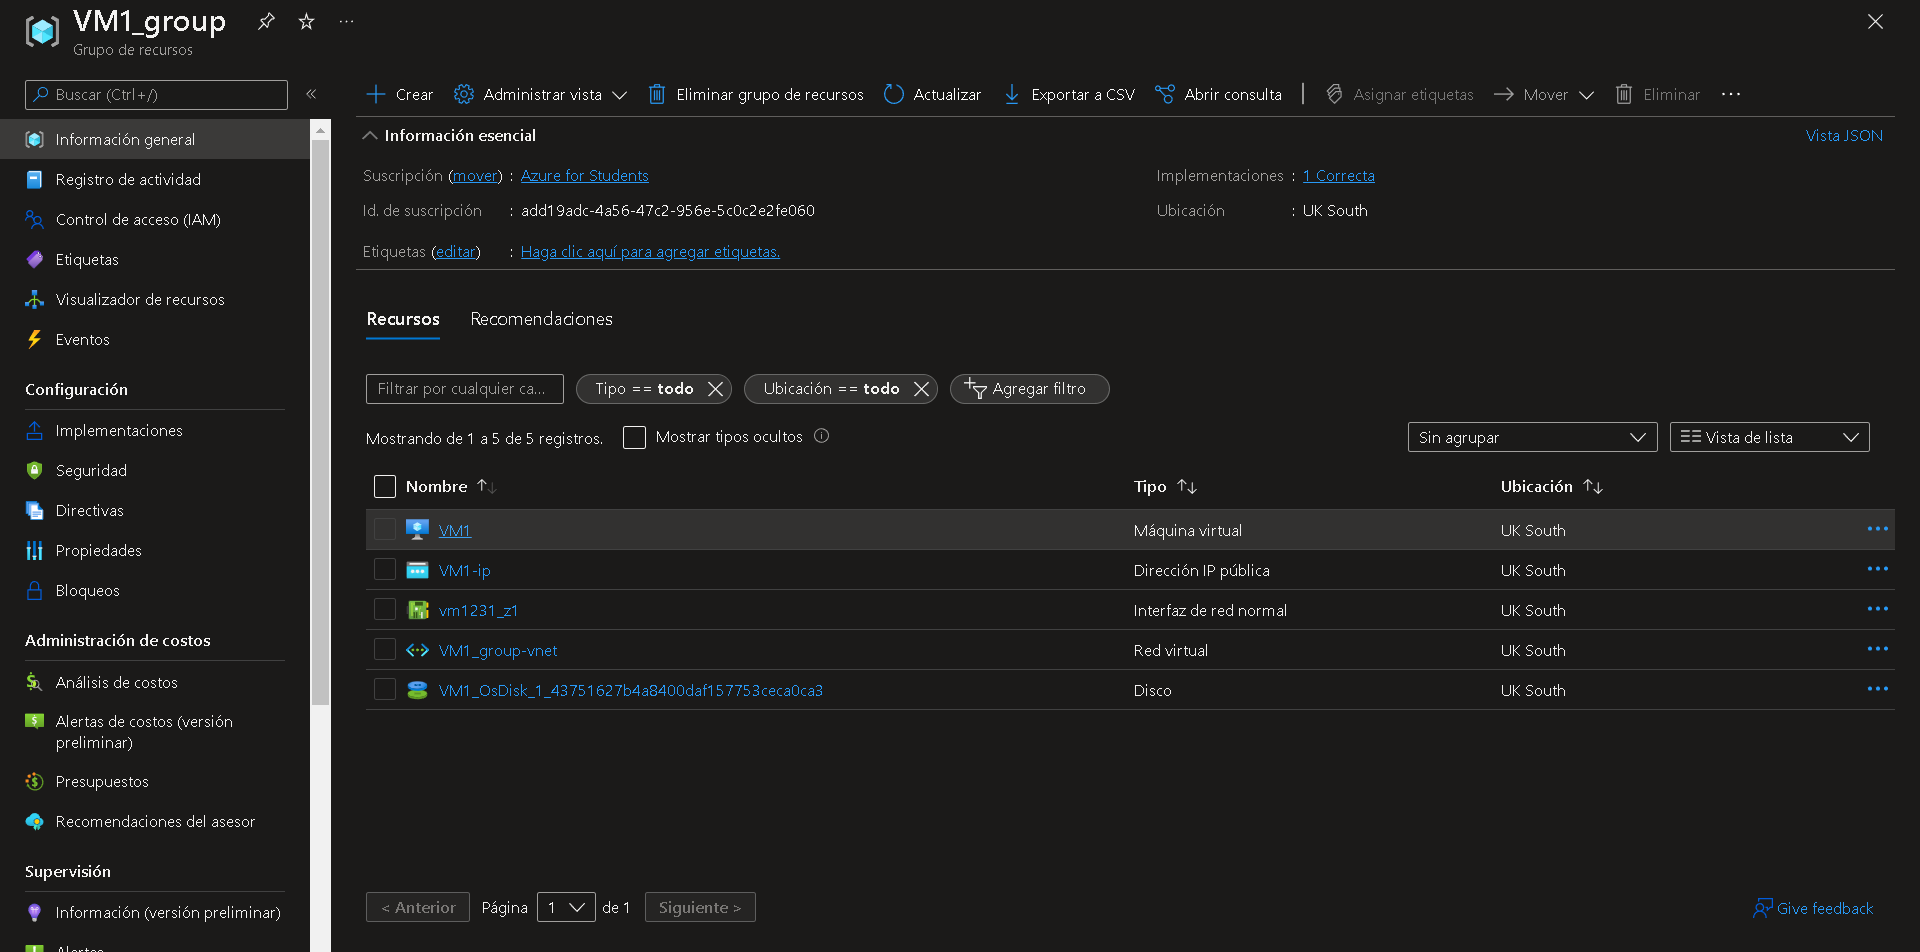 VM1_group
Grupo de recursos
Buscar (Ctrl+/)
Crear Administrar vista Eliminar grupo de recursos Actualizar Exportar a CSV Abrir consulta Asignar etiquetas Mover Eliminar
Información general
Registro de actividad
Control de acceso (IAM)
Etiquetas
Visualizador de recursos
Eventos
Configuración
Implementaciones
Seguridad
Directivas
Propiedades
Bloqueos
Administración de costos
Análisis de costos
Alertas de costos (versión
preliminar)
Presupuestos
Recomendaciones del asesor
Supervisión
Información (versión preliminar)
Alertas
Información esencial
Vista JSON
Suscripción (mover) : Azure for Students
Implementaciones : 1 Correcta
Id. de suscripción : add19adc-4a56-47c2-956e-5c0c2e2fe060
Ubicación : UK South
Etiquetas (editar) : Haga clic aquí para agregar etiquetas.
Recursos Recomendaciones
Filtrar por cualquier ca... Tipo == todo Ubicación == todo Agregar filtro
Mostrando de 1 a 5 de 5 registros. Mostrar tipos ocultos Sin agrupar Vista de lista
Nombre Tipo Ubicación
VM1 Máquina virtual UK South
VM1-ip Dirección IP pública UK South
vm1231_z1 Interfaz de red normal UK South
VM1_group-vnet Red virtual UK South
VM1_OsDisk_1_43751627b4a8400daf157753ceca0ca3 Disco UK South
< Anterior Página 1 de 1 Siguiente >
Give feedback